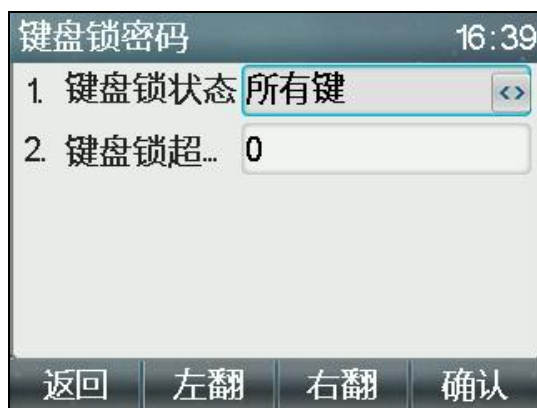 键盘锁密码 16:39
1. 键盘锁状态 所有键
2. 键盘锁超... 0
返回 左翻 右翻 确认